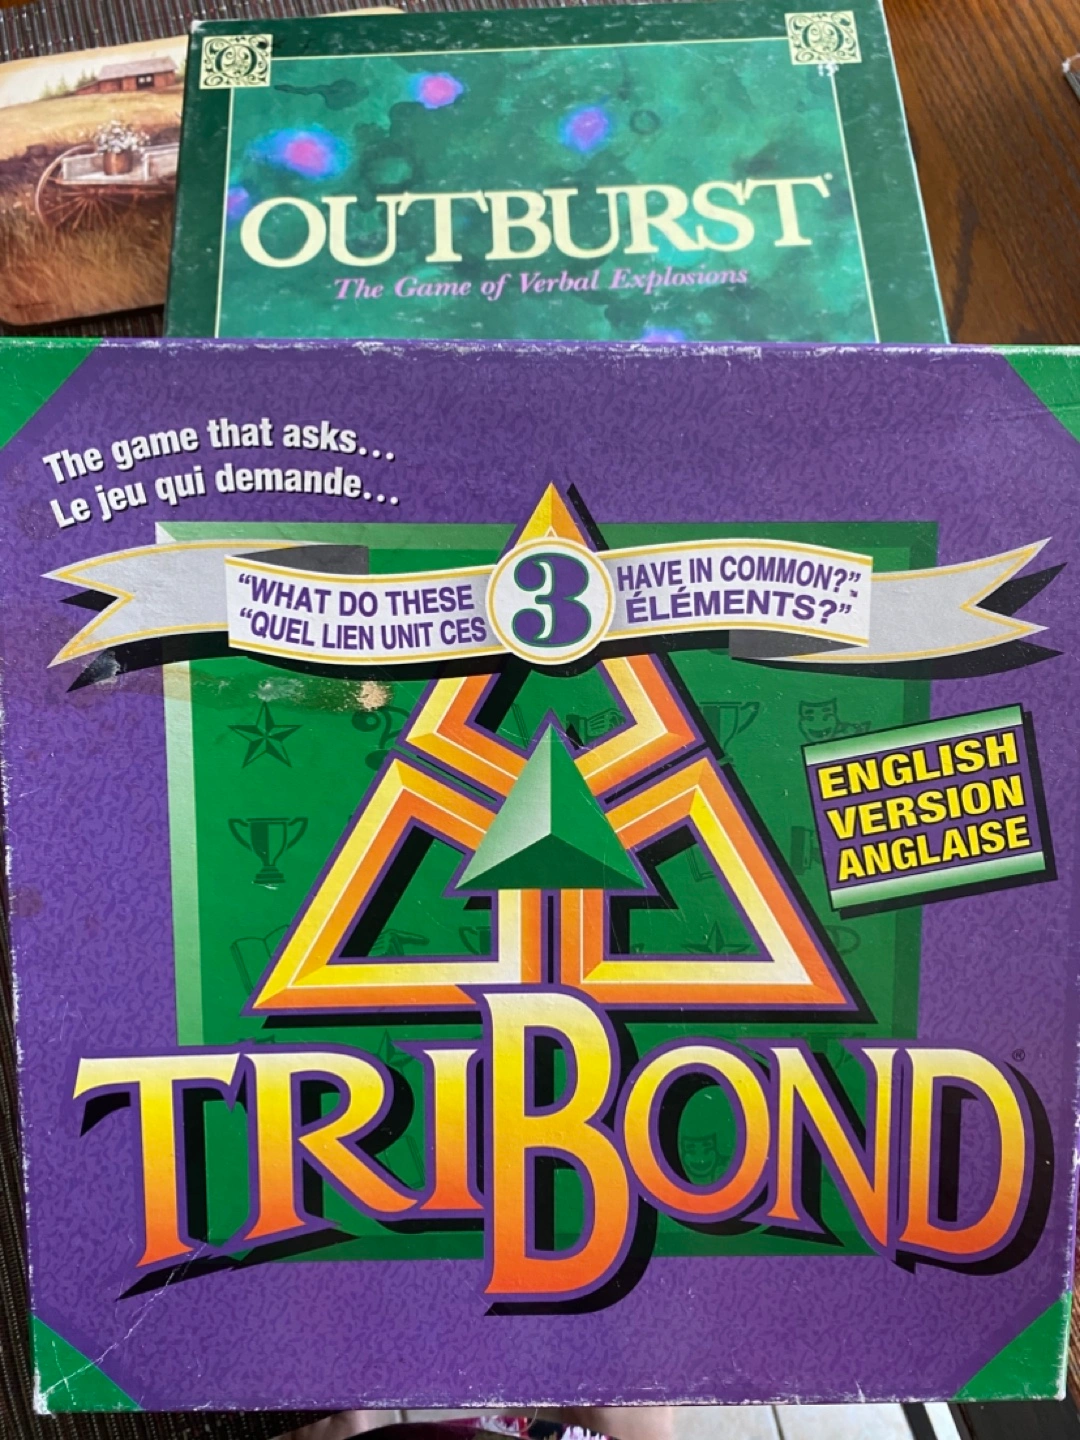 OUTBURST®
The Game of Verbal Explosions
The game that asks...
Le jeu qui demande...
"WHAT DO THESE 3 HAVE IN COMMON?"
"QUEL LIEN UNIT CES 3 ÉLÉMENTS?"
ENGLISH
VERSION
ANGLAISE
TRIBOND®